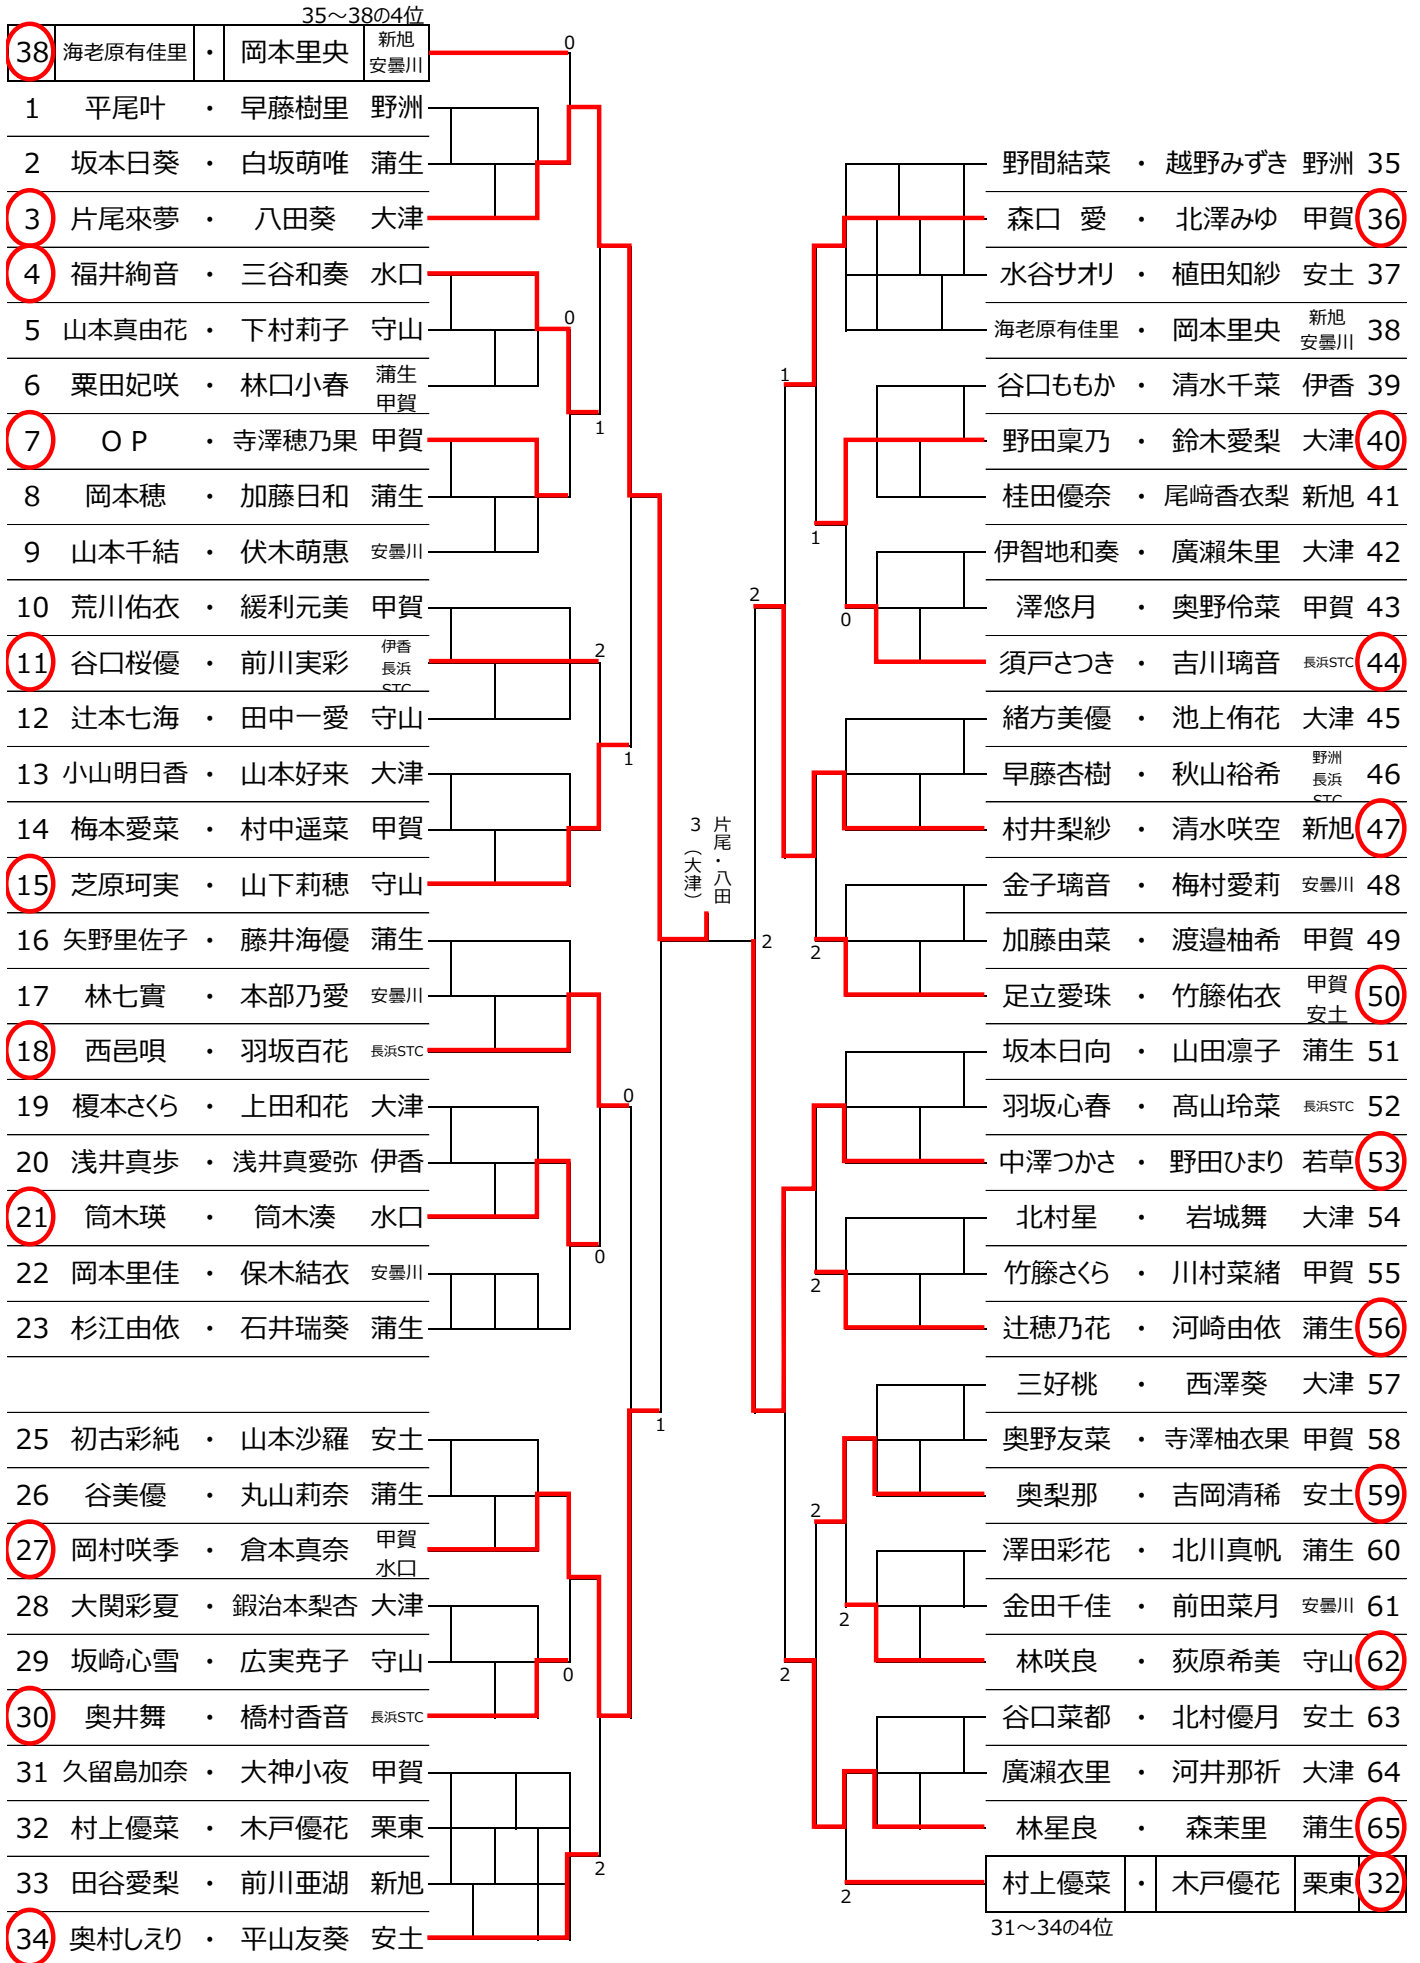 35～38の4位
38 海老原有佳里 ・ 岡本里央 新旭 安曇川
1 平尾叶 ・ 早藤樹里 野洲
2 坂本日葵 ・ 白坂萌唯 蒲生
3 片尾來夢 ・ 八田葵 大津
4 福井絢音 ・ 三谷和奏 水口
5 山本真由花 ・ 下村莉子 守山
6 粟田妃咲 ・ 林口小春 蒲生 甲賀
7 ＯＰ ・ 寺澤穂乃果 甲賀
8 岡本穂 ・ 加藤日和 蒲生
9 山本千結 ・ 伏木萌惠 安曇川
10 荒川佑衣 ・ 緩利元美 甲賀
11 谷口桜優 ・ 前川実彩 伊香 長浜 STC
12 辻本七海 ・ 田中一愛 守山
13 小山明日香 ・ 山本好来 大津
14 梅本愛菜 ・ 村中遥菜 甲賀
15 芝原珂実 ・ 山下莉穂 守山
16 矢野里佐子 ・ 藤井海優 蒲生
17 林七實 ・ 本部乃愛 安曇川
18 西邑唄 ・ 羽坂百花 長浜STC
19 榎本さくら ・ 上田和花 大津
20 浅井真歩 ・ 浅井真愛弥 伊香
21 筒木瑛 ・ 筒木湊 水口
22 岡本里佳 ・ 保木結衣 安曇川
23 杉江由依 ・ 石井瑞葵 蒲生
25 初古彩純 ・ 山本沙羅 安土
26 谷美優 ・ 丸山莉奈 蒲生
27 岡村咲季 ・ 倉本真奈 甲賀 水口
28 大関彩夏 ・ 鍜治本梨杏 大津
29 坂崎心雪 ・ 広実尭子 守山
30 奥井舞 ・ 橋村香音 長浜STC
31 久留島加奈 ・ 大神小夜 甲賀
32 村上優菜 ・ 木戸優花 栗東
33 田谷愛梨 ・ 前川亜湖 新旭
34 奥村しえり ・ 平山友葵 安土
0
0
1
2
1
0
0
1
0
2
片尾・八田
3（大津）
2
1
1
0
2
2
2
2
2
2
2
野間結菜 ・ 越野みずき 野洲 35
森口 愛 ・ 北澤みゆ 甲賀 36
水谷サオリ ・ 植田知紗 安土 37
海老原有佳里 ・ 岡本里央 新旭 安曇川 38
谷口ももか ・ 清水千菜 伊香 39
野田稟乃 ・ 鈴木愛梨 大津 40
桂田優奈 ・ 尾﨑香衣梨 新旭 41
伊智地和奏 ・ 廣瀬朱里 大津 42
澤悠月 ・ 奥野伶菜 甲賀 43
須戸さつき ・ 吉川璃音 長浜STC 44
緒方美優 ・ 池上侑花 大津 45
早藤杏樹 ・ 秋山裕希 野洲 長浜 STC 46
村井梨紗 ・ 清水咲空 新旭 47
金子璃音 ・ 梅村愛莉 安曇川 48
加藤由菜 ・ 渡邉柚希 甲賀 49
足立愛珠 ・ 竹籐佑衣 甲賀 安土 50
坂本日向 ・ 山田凛子 蒲生 51
羽坂心春 ・ 髙山玲菜 長浜STC 52
中澤つかさ ・ 野田ひまり 若草 53
北村星 ・ 岩城舞 大津 54
竹籐さくら ・ 川村菜緒 甲賀 55
辻穂乃花 ・ 河崎由依 蒲生 56
三好桃 ・ 西澤葵 大津 57
奥野友菜 ・ 寺澤柚衣果 甲賀 58
奥梨那 ・ 吉岡清稀 安土 59
澤田彩花 ・ 北川真帆 蒲生 60
金田千佳 ・ 前田菜月 安曇川 61
林咲良 ・ 荻原希美 守山 62
谷口菜都 ・ 北村優月 安土 63
廣瀬衣里 ・ 河井那祈 大津 64
林星良 ・ 森茉里 蒲生 65
村上優菜 ・ 木戸優花 栗東 32
31～34の4位